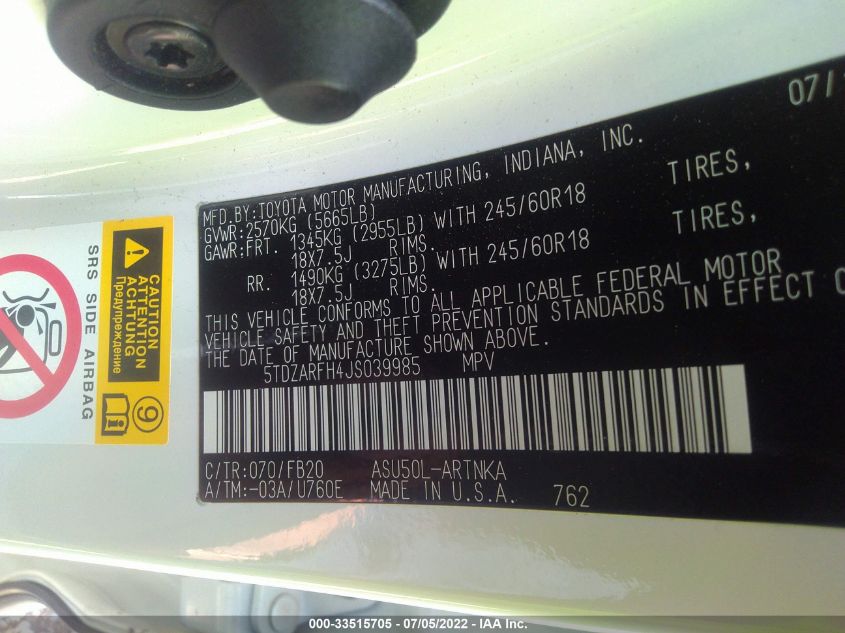 07/
MFD.BY:TOYOTA MOTOR MANUFACTURING, INDIANA, INC.
GVWR:2570KG (5665LB)
GAWR:FRT. 1345KG (2955LB) WITH 245/60R18 TIRES,
18X7.5J RIMS.
RR. 1490KG (3275LB) WITH 245/60R18 TIRES,
18X7.5J RIMS.
THIS VEHICLE CONFORMS TO ALL APPLICABLE FEDERAL MOTOR
VEHICLE SAFETY AND THEFT PREVENTION STANDARDS IN EFFECT O
THE DATE OF MANUFACTURE SHOWN ABOVE.
5TDZARFH4JS039985 MPV
C/TR:070/FB20 ASU50L-ARTNKA
A/TM:-03A/U760E MADE IN U.S.A. 762
SRS SIDE AIRBAG
CAUTION
ATTENTION
ACHTUNG
Предупреждение
9
000-33515705 - 07/05/2022 - IAA Inc.